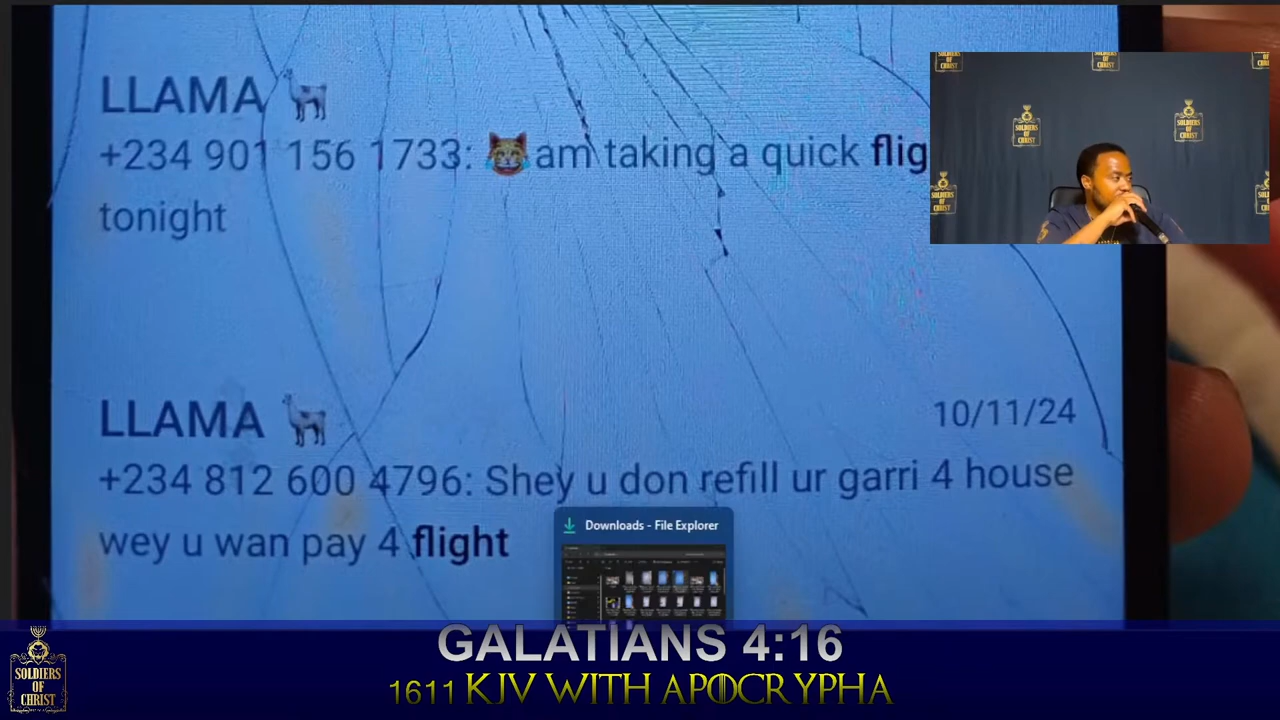 LLAMA
+234 901 156 1733: am taking a quick flig
tonight
LLAMA
10/11/24
+234 812 600 4796: Shey u don refill ur garri 4 house
wey u wan pay 4 flight
Downloads - File Explorer
GALATIANS 4:16
1611 KJV WITH APOCRYPHA
SOLDIERS
OF
CHRIST